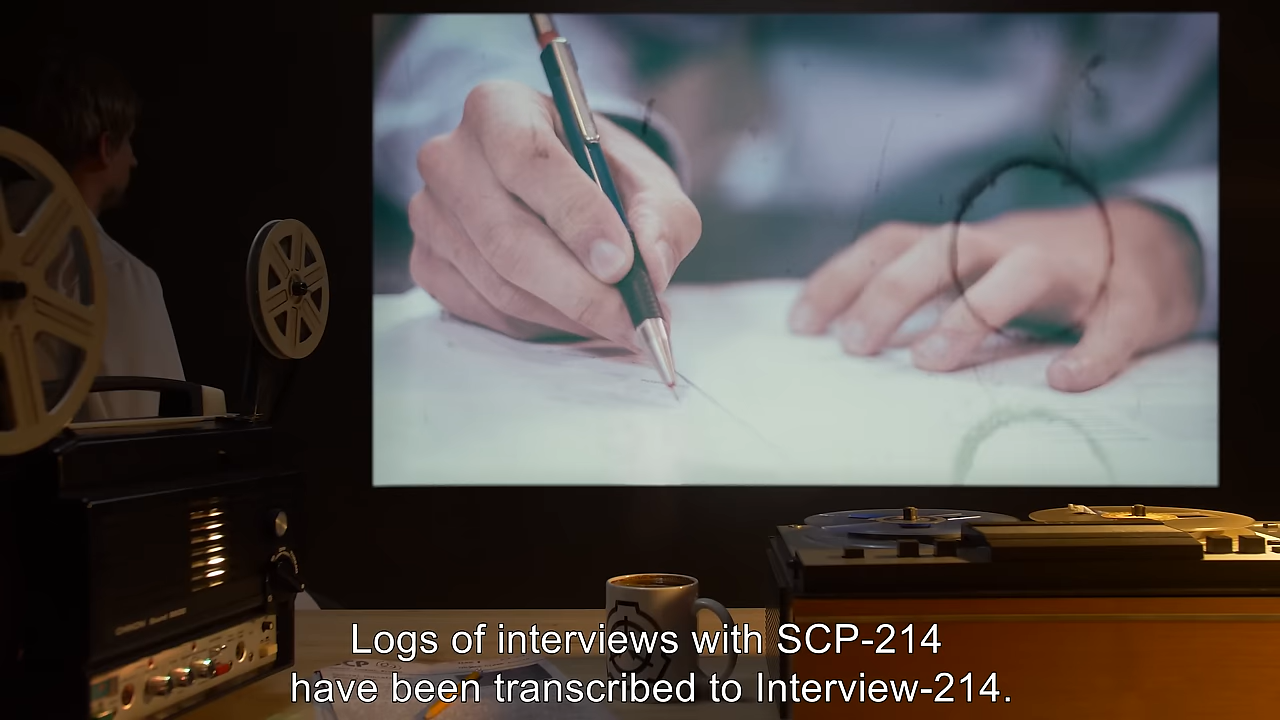 Logs of interviews with SCP-214
have been transcribed to Interview-214.